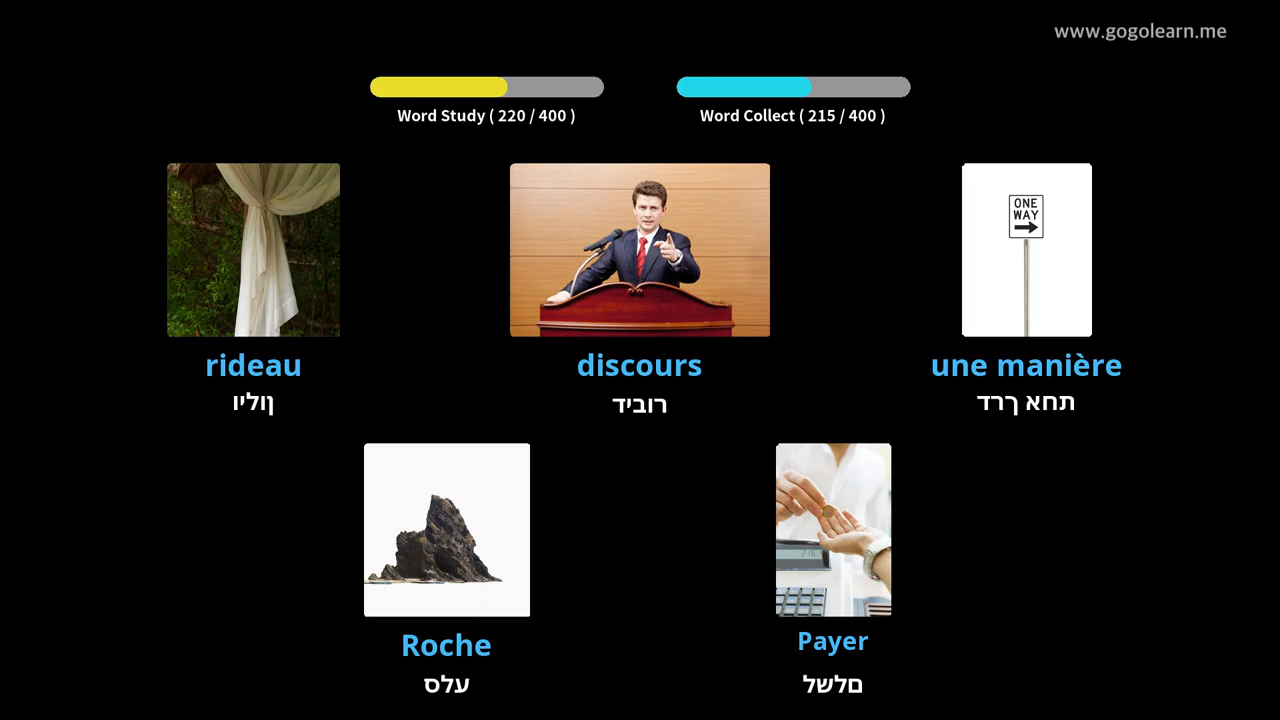 www.gogolearn.me
Word Study ( 220 / 400 )
Word Collect ( 215 / 400 )
rideau
ןוליו
discours
רוביד
ONE
WAY
une manière
תחא ךרד
Roche
עלס
Payer
םלשל